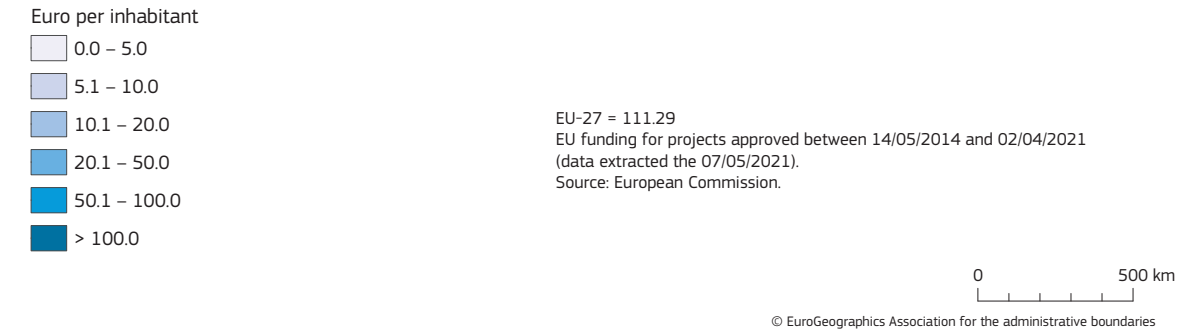 Euro per inhabitant
0.0 – 5.0
5.1 – 10.0
10.1 – 20.0
20.1 – 50.0
50.1 – 100.0
> 100.0
EU-27 = 111.29
EU funding for projects approved between 14/05/2014 and 02/04/2021
(data extracted the 07/05/2021).
Source: European Commission.
0 500 km
© EuroGeographics Association for the administrative boundaries